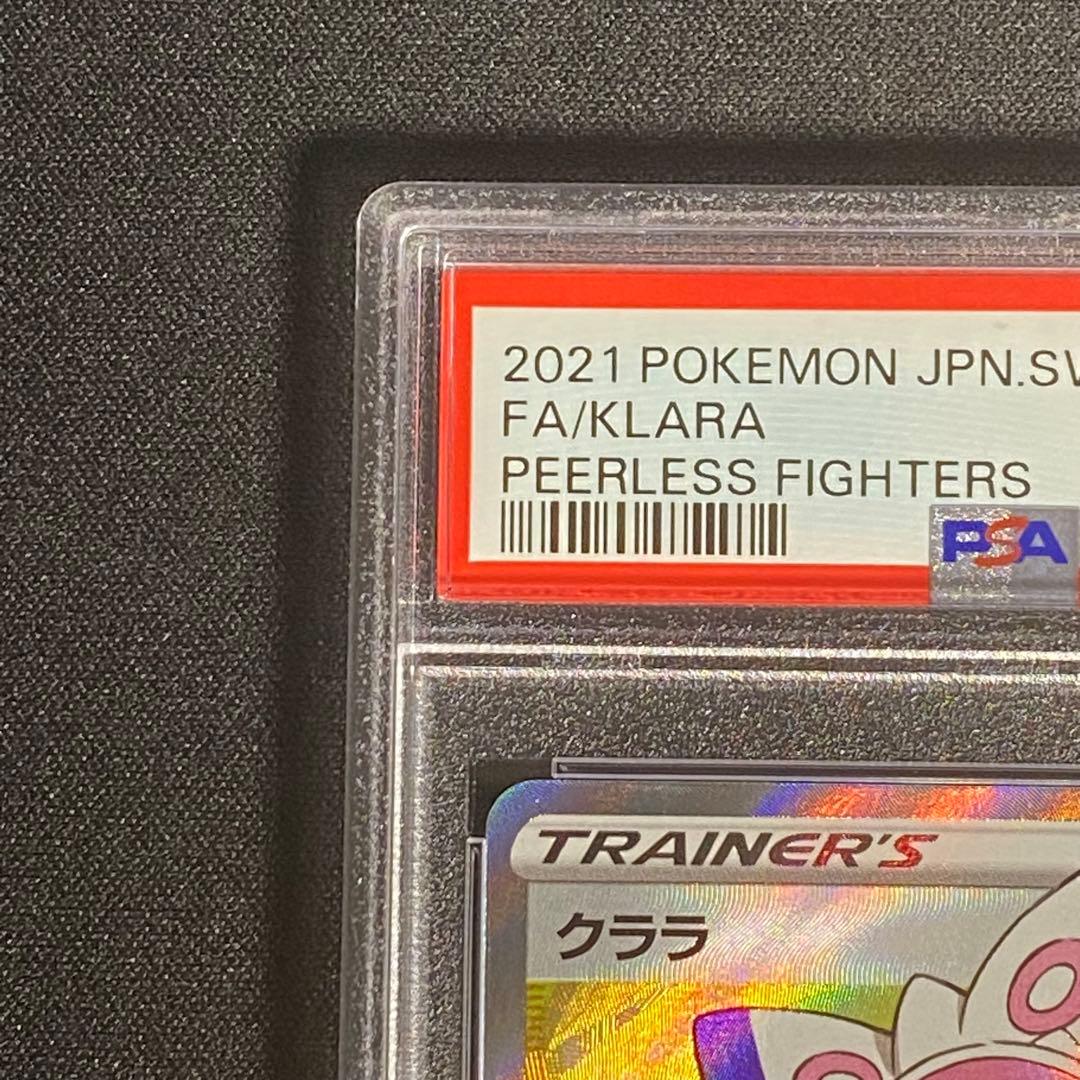 2021 POKEMON JPN.SW
FA/KLARA
PEERLESS FIGHTERS
PSA
TRAINER'S
クララ